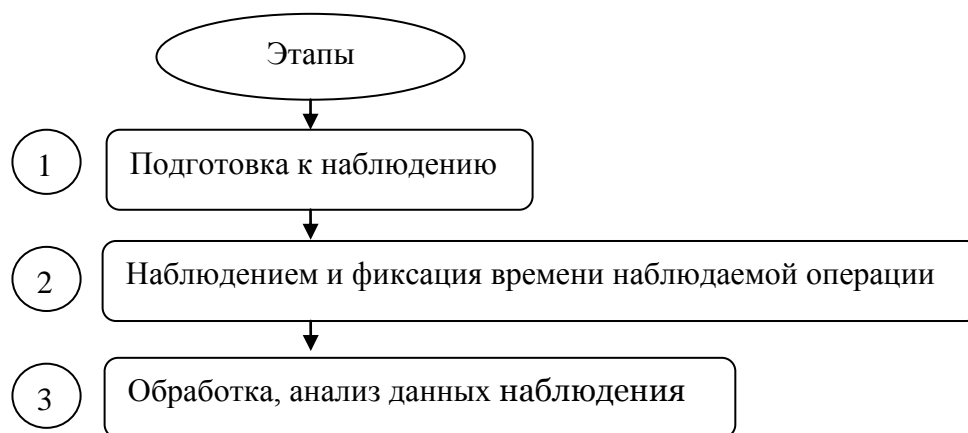 Этапы
1
Подготовка к наблюдению
2
Наблюдением и фиксация времени наблюдаемой операции
3
Обработка, анализ данных наблюдения